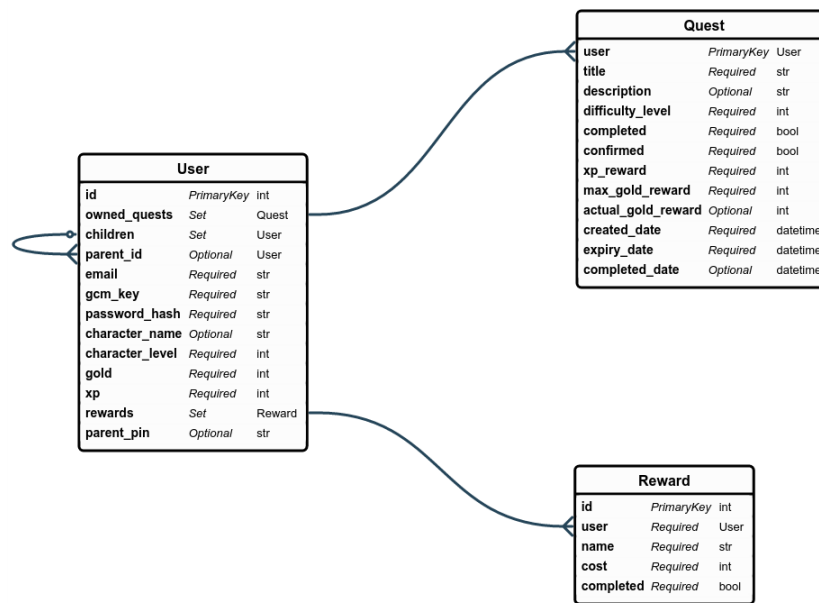 Quest
user PrimaryKey User
title Required str
description Optional str
difficulty_level Required int
completed Required bool
confirmed Required bool
xp_reward Required int
max_gold_reward Required int
actual_gold_reward Optional int
created_date Required datetime
expiry_date Required datetime
completed_date Optional datetime
User
id PrimaryKey int
owned_quests Set Quest
children Set User
parent_id Optional User
email Required str
gcm_key Required str
password_hash Required str
character_name Optional str
character_level Required int
gold Required int
xp Required int
rewards Set Reward
parent_pin Optional str
Reward
id PrimaryKey int
user Required User
name Required str
cost Required int
completed Required bool